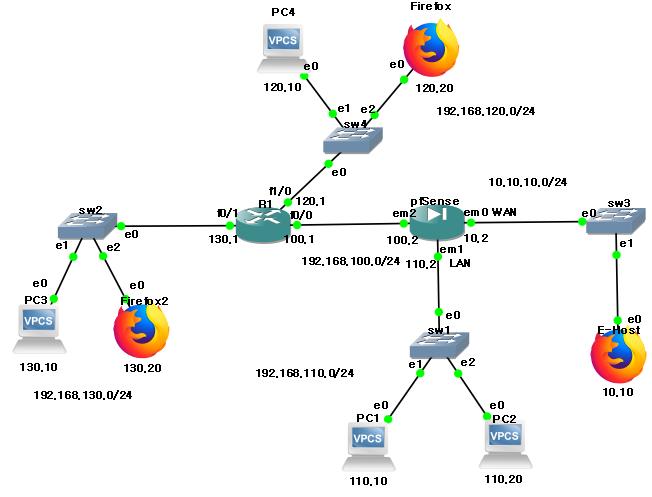 PC4
Firefox
VPCS
e0
e0
120,10
120,20
e1
e2
192,168,120,0/24
sw4
e0
10,10,10,0/24
f1/0
120,1
sw2
R1
pfSense
sw3
f0/1
f0/0
em2
em0 WAN
e0
e0
130,1
100,1
100,2
10,2
e1
e2
em1
e1
192,168,100,0/24
110,2
LAN
e0
e0
PC3
Firefox2
VPCS
e0
e0
sw1
E-Host
130,10
130,20
e1
e2
192,168,110,0/24
192,168,130,0/24
10,10
e0
e0
PC1
PC2
VPCS
VPCS
110,10
110,20